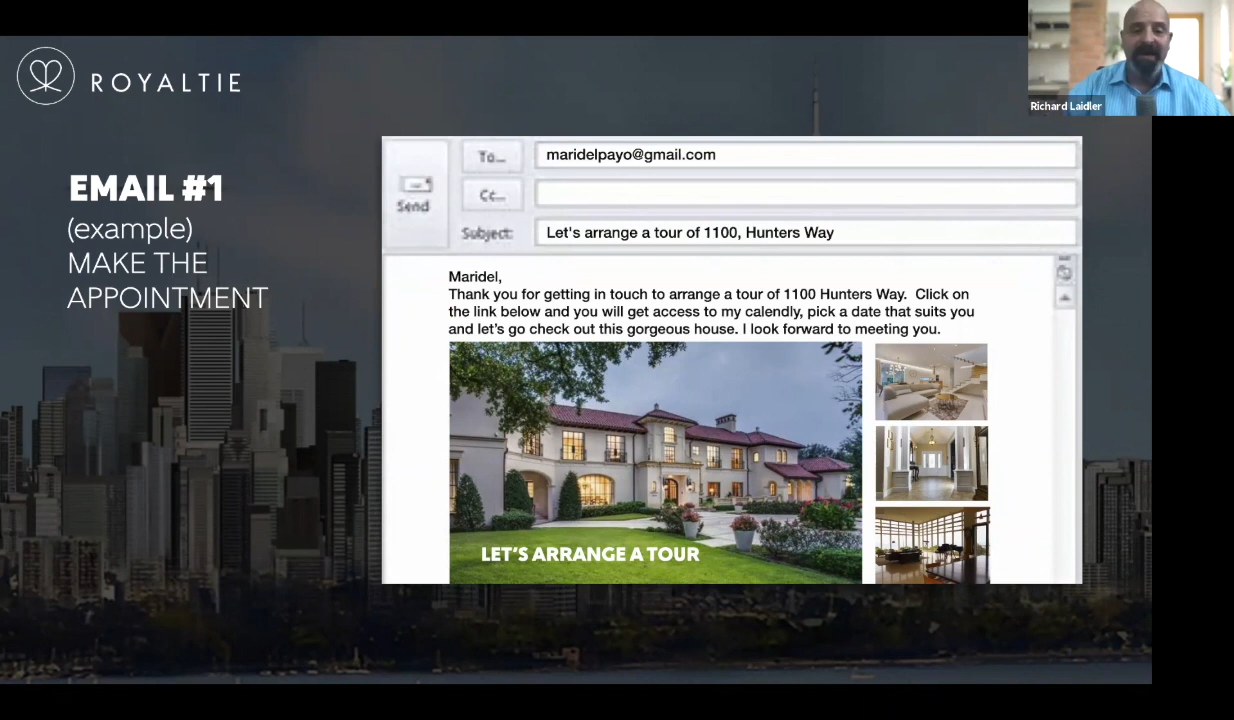 ROYALTIE
Richard Laidler
EMAIL #1
(example)
MAKE THE
APPOINTMENT
To...
maridelpayo@gmail.com
Cc...
Send
Subject:
Let's arrange a tour of 1100, Hunters Way
Maridel,
Thank you for getting in touch to arrange a tour of 1100 Hunters Way.  Click on
the link below and you will get access to my calendly, pick a date that suits you
and let's go check out this gorgeous house. I look forward to meeting you.
LET'S ARRANGE A TOUR